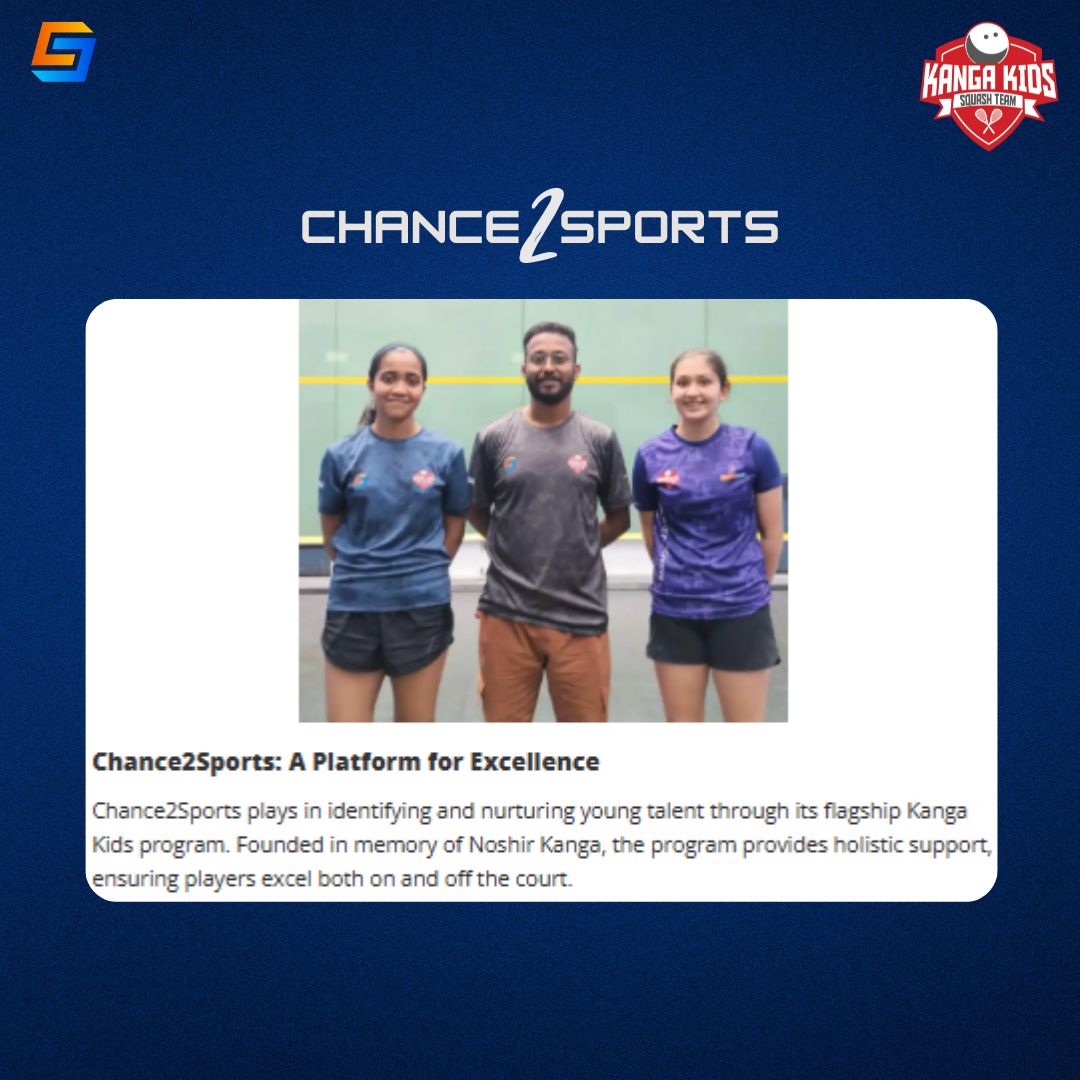 KANGA KIDS
SQUASH TEAM
CHANCE2SPORTS
Chance2Sports: A Platform for Excellence
Chance2Sports plays in identifying and nurturing young talent through its flagship Kanga
Kids program. Founded in memory of Noshir Kanga, the program provides holistic support,
ensuring players excel both on and off the court.